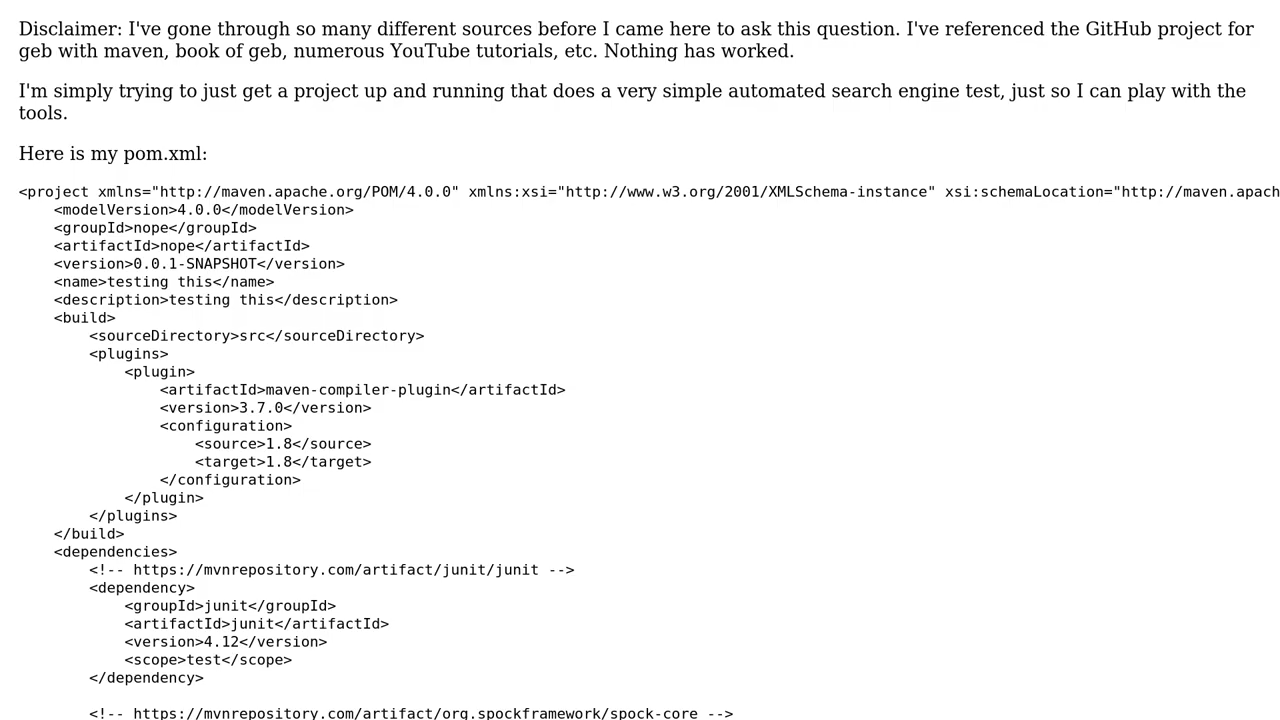 Disclaimer: I've gone through so many different sources before I came here to ask this question. I've referenced the GitHub project for
geb with maven, book of geb, numerous YouTube tutorials, etc. Nothing has worked.
I'm simply trying to just get a project up and running that does a very simple automated search engine test, just so I can play with the
tools.
Here is my pom.xml:
<project xmlns="http://maven.apache.org/POM/4.0.0" xmlns:xsi="http://www.w3.org/2001/XMLSchema-instance" xsi:schemaLocation="http://maven.apach
    <modelVersion>4.0.0</modelVersion>
    <groupId>nope</groupId>
    <artifactId>nope</artifactId>
    <version>0.0.1-SNAPSHOT</version>
    <name>testing this</name>
    <description>testing this</description>
    <build>
        <sourceDirectory>src</sourceDirectory>
        <plugins>
            <plugin>
                <artifactId>maven-compiler-plugin</artifactId>
                <version>3.7.0</version>
                <configuration>
                    <source>1.8</source>
                    <target>1.8</target>
                </configuration>
            </plugin>
        </plugins>
    </build>
    <dependencies>
        <!-- https://mvnrepository.com/artifact/junit/junit -->
        <dependency>
            <groupId>junit</groupId>
            <artifactId>junit</artifactId>
            <version>4.12</version>
            <scope>test</scope>
        </dependency>
        <!-- https://mvnrepository.com/artifact/org.spockframework/spock-core -->